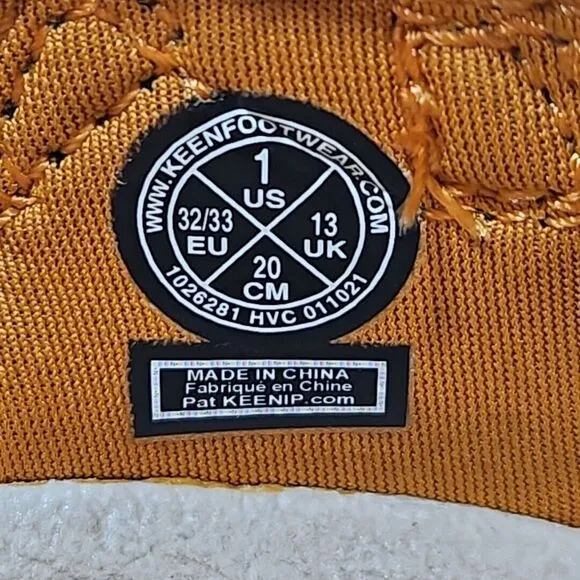 WWW.KEENFOOTWEAR.COM
1
US
32/33
EU
13
UK
20
CM
1026281 HVC 011021
MADE IN CHINA
Fabriqué en Chine
Pat KEENIP.com